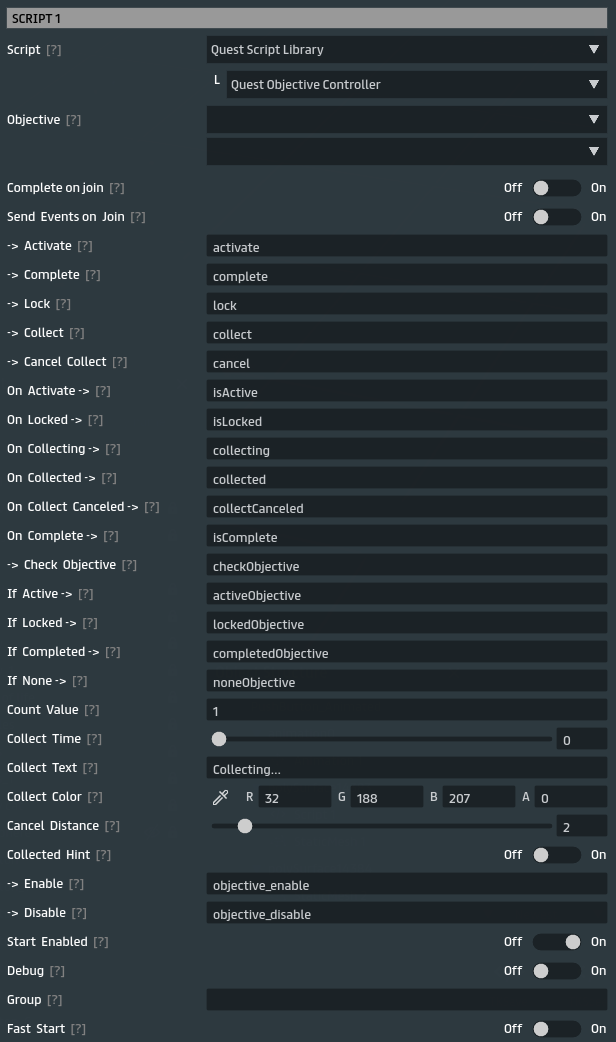 SCRIPT 1
Script [?] Quest Script Library
Quest Objective Controller
Objective [?]
Complete on join [?] Off On
Send Events on Join [?] Off On
-> Activate [?] activate
-> Complete [?] complete
-> Lock [?] lock
-> Collect [?] collect
-> Cancel Collect [?] cancel
On Activate -> [?] isActive
On Locked -> [?] isLocked
On Collecting -> [?] collecting
On Collected -> [?] collected
On Collect Canceled -> [?] collectCanceled
On Complete -> [?] isComplete
-> Check Objective [?] checkObjective
If Active -> [?] activeObjective
If Locked -> [?] lockedObjective
If Completed -> [?] completedObjective
If None -> [?] noneObjective
Count Value [?] 1
Collect Time [?] 0
Collect Text [?] Collecting...
Collect Color [?] R 32 G 188 B 207 A 0
Cancel Distance [?] 2
Collected Hint [?] Off On
-> Enable [?] objective_enable
-> Disable [?] objective_disable
Start Enabled [?] Off On
Debug [?] Off On
Group [?]
Fast Start [?] Off On